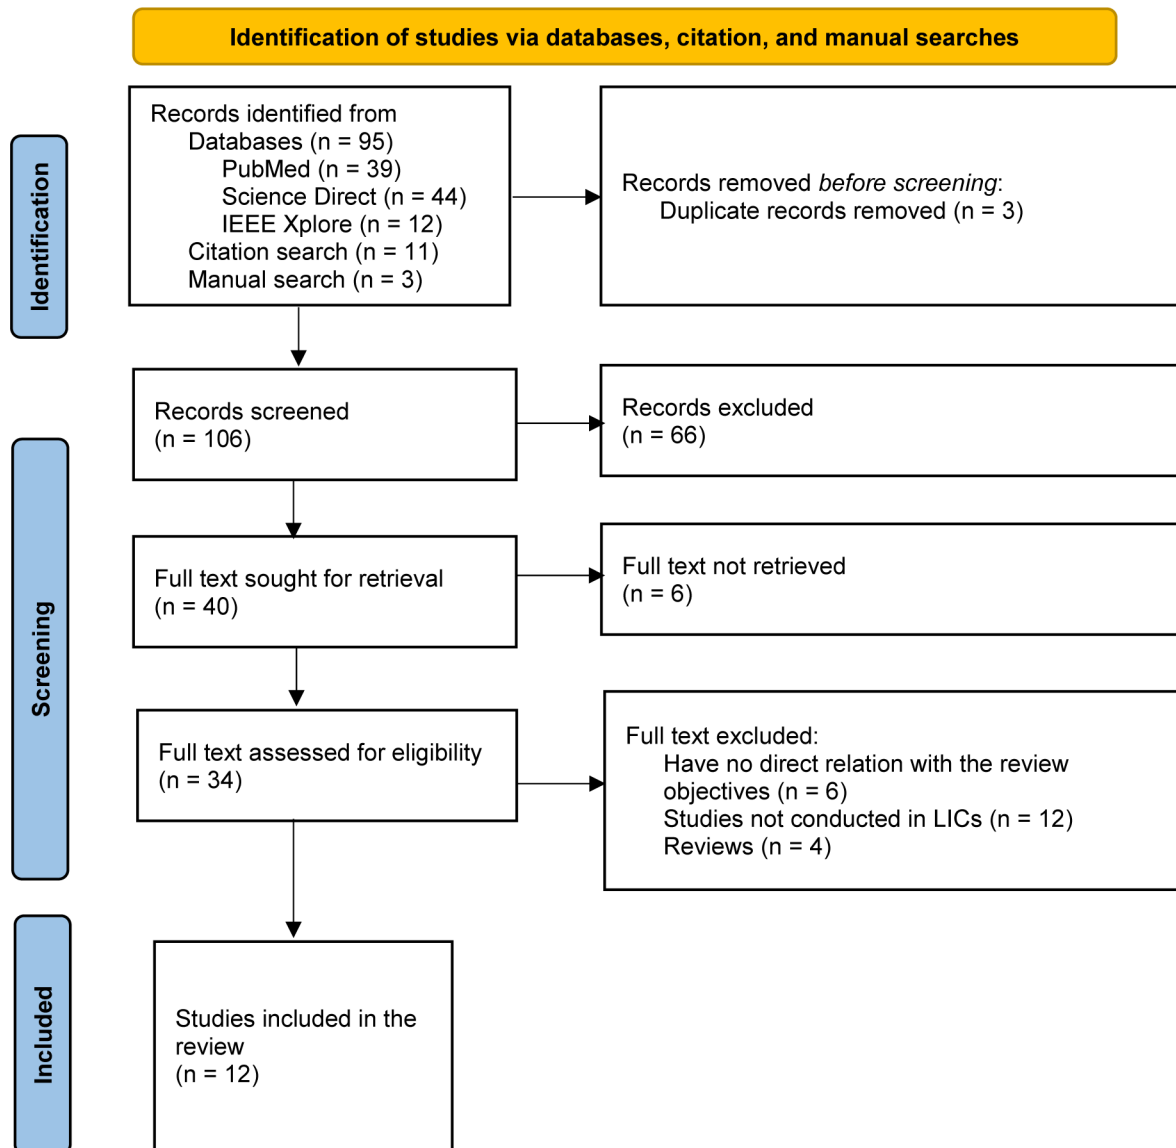 Identification of studies via databases, citation, and manual searches
Identification
Records identified from
Databases (n = 95)
PubMed (n = 39)
Science Direct (n = 44)
IEEE Xplore (n = 12)
Citation search (n = 11)
Manual search (n = 3)
Records removed before screening:
Duplicate records removed (n = 3)
Screening
Records screened
(n = 106)
Records excluded
(n = 66)
Full text sought for retrieval
(n = 40)
Full text not retrieved
(n = 6)
Full text assessed for eligibility
(n = 34)
Full text excluded:
Have no direct relation with the review
objectives (n = 6)
Studies not conducted in LICs (n = 12)
Reviews (n = 4)
Included
Studies included in the
review
(n = 12)